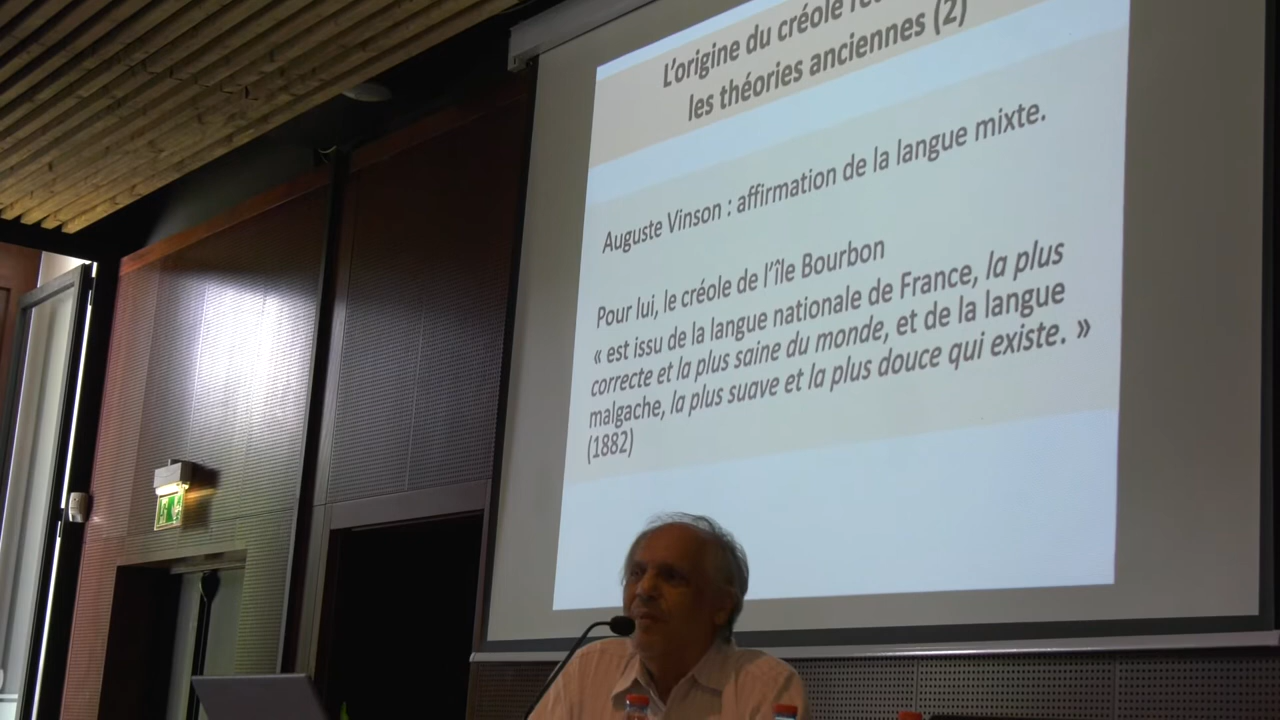 L'origine du créole
les théories anciennes (2)
Auguste Vinson : affirmation de la langue mixte.
Pour lui, le créole de l'île Bourbon
« est issu de la langue nationale de France, la plus
correcte et la plus saine du monde, et de la langue
malgache, la plus suave et la plus douce qui existe. »
(1882)